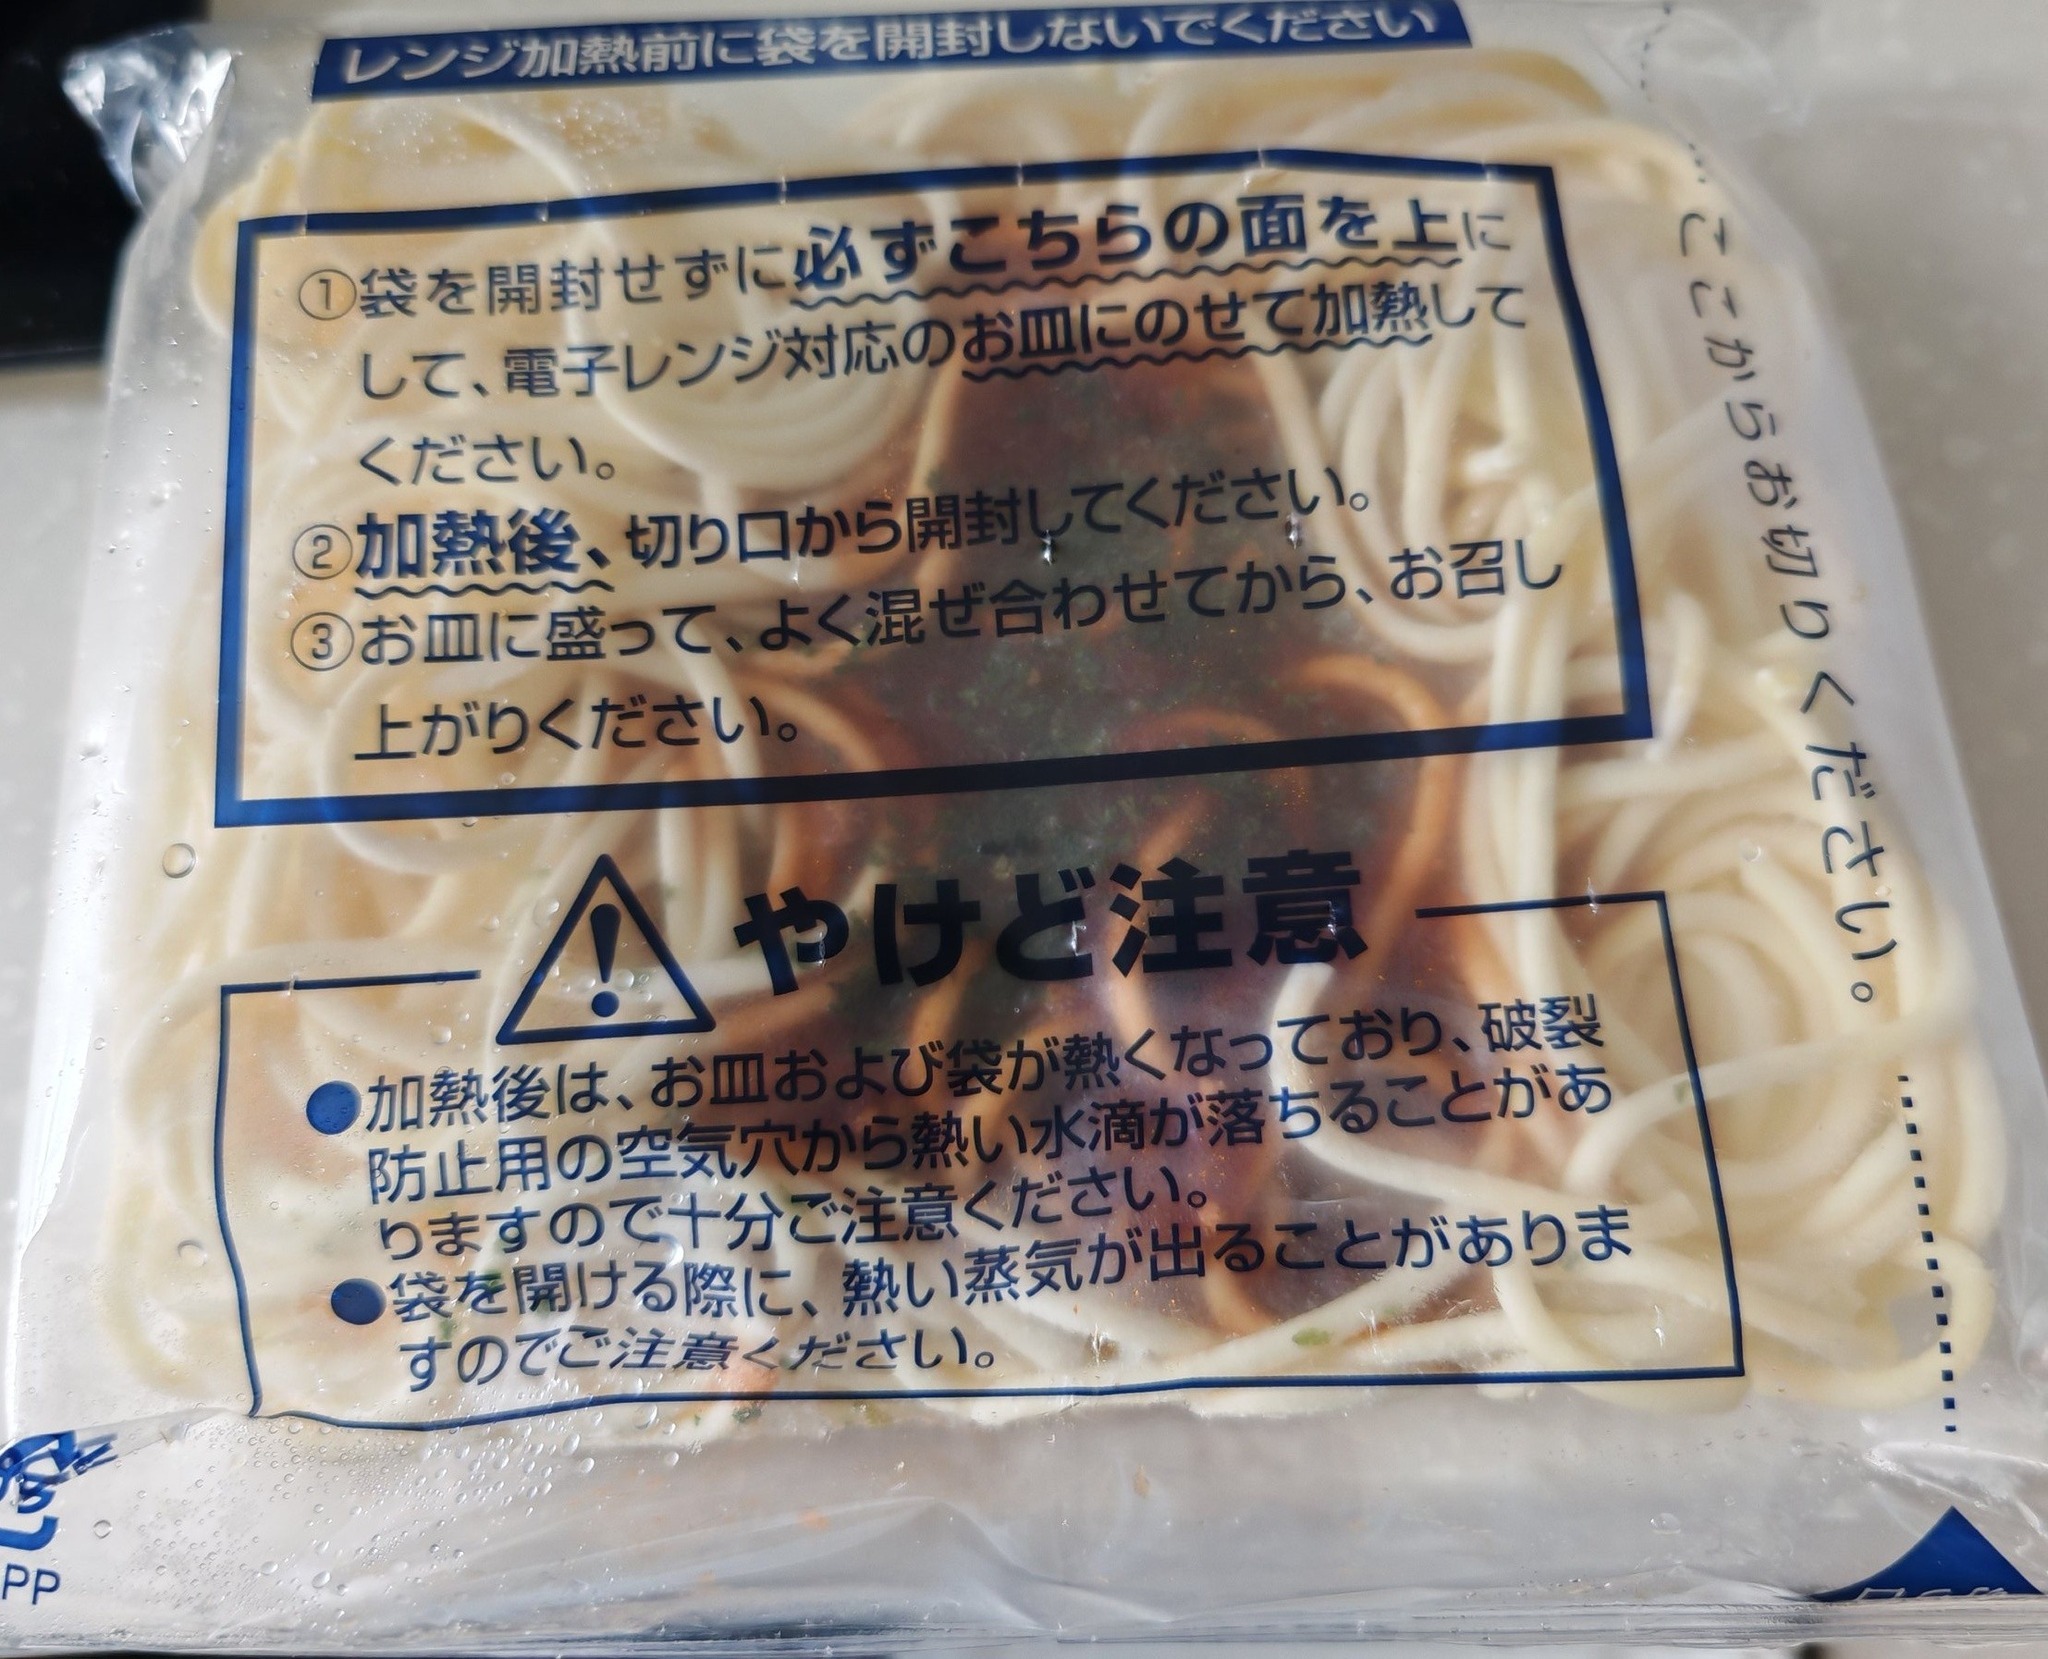 レンジ加熱前に袋を開封しないでください
①袋を開封せずに必ずこちらの面を上に
して、電子レンジ対応のお皿にのせて加熱して
ください。
②加熱後、切り口から開封してください。
③お皿に盛って、よく混ぜ合わせてから、お召し
上がりください。
やけど注意
●加熱後は、お皿および袋が熱くなっており、破裂
防止用の空気穴から熱い水滴が落ちることがあ
りますので十分ご注意ください。
●袋を開ける際に、熱い蒸気が出ることがありま
すのでご注意ください。
ここからお切りください。
PP